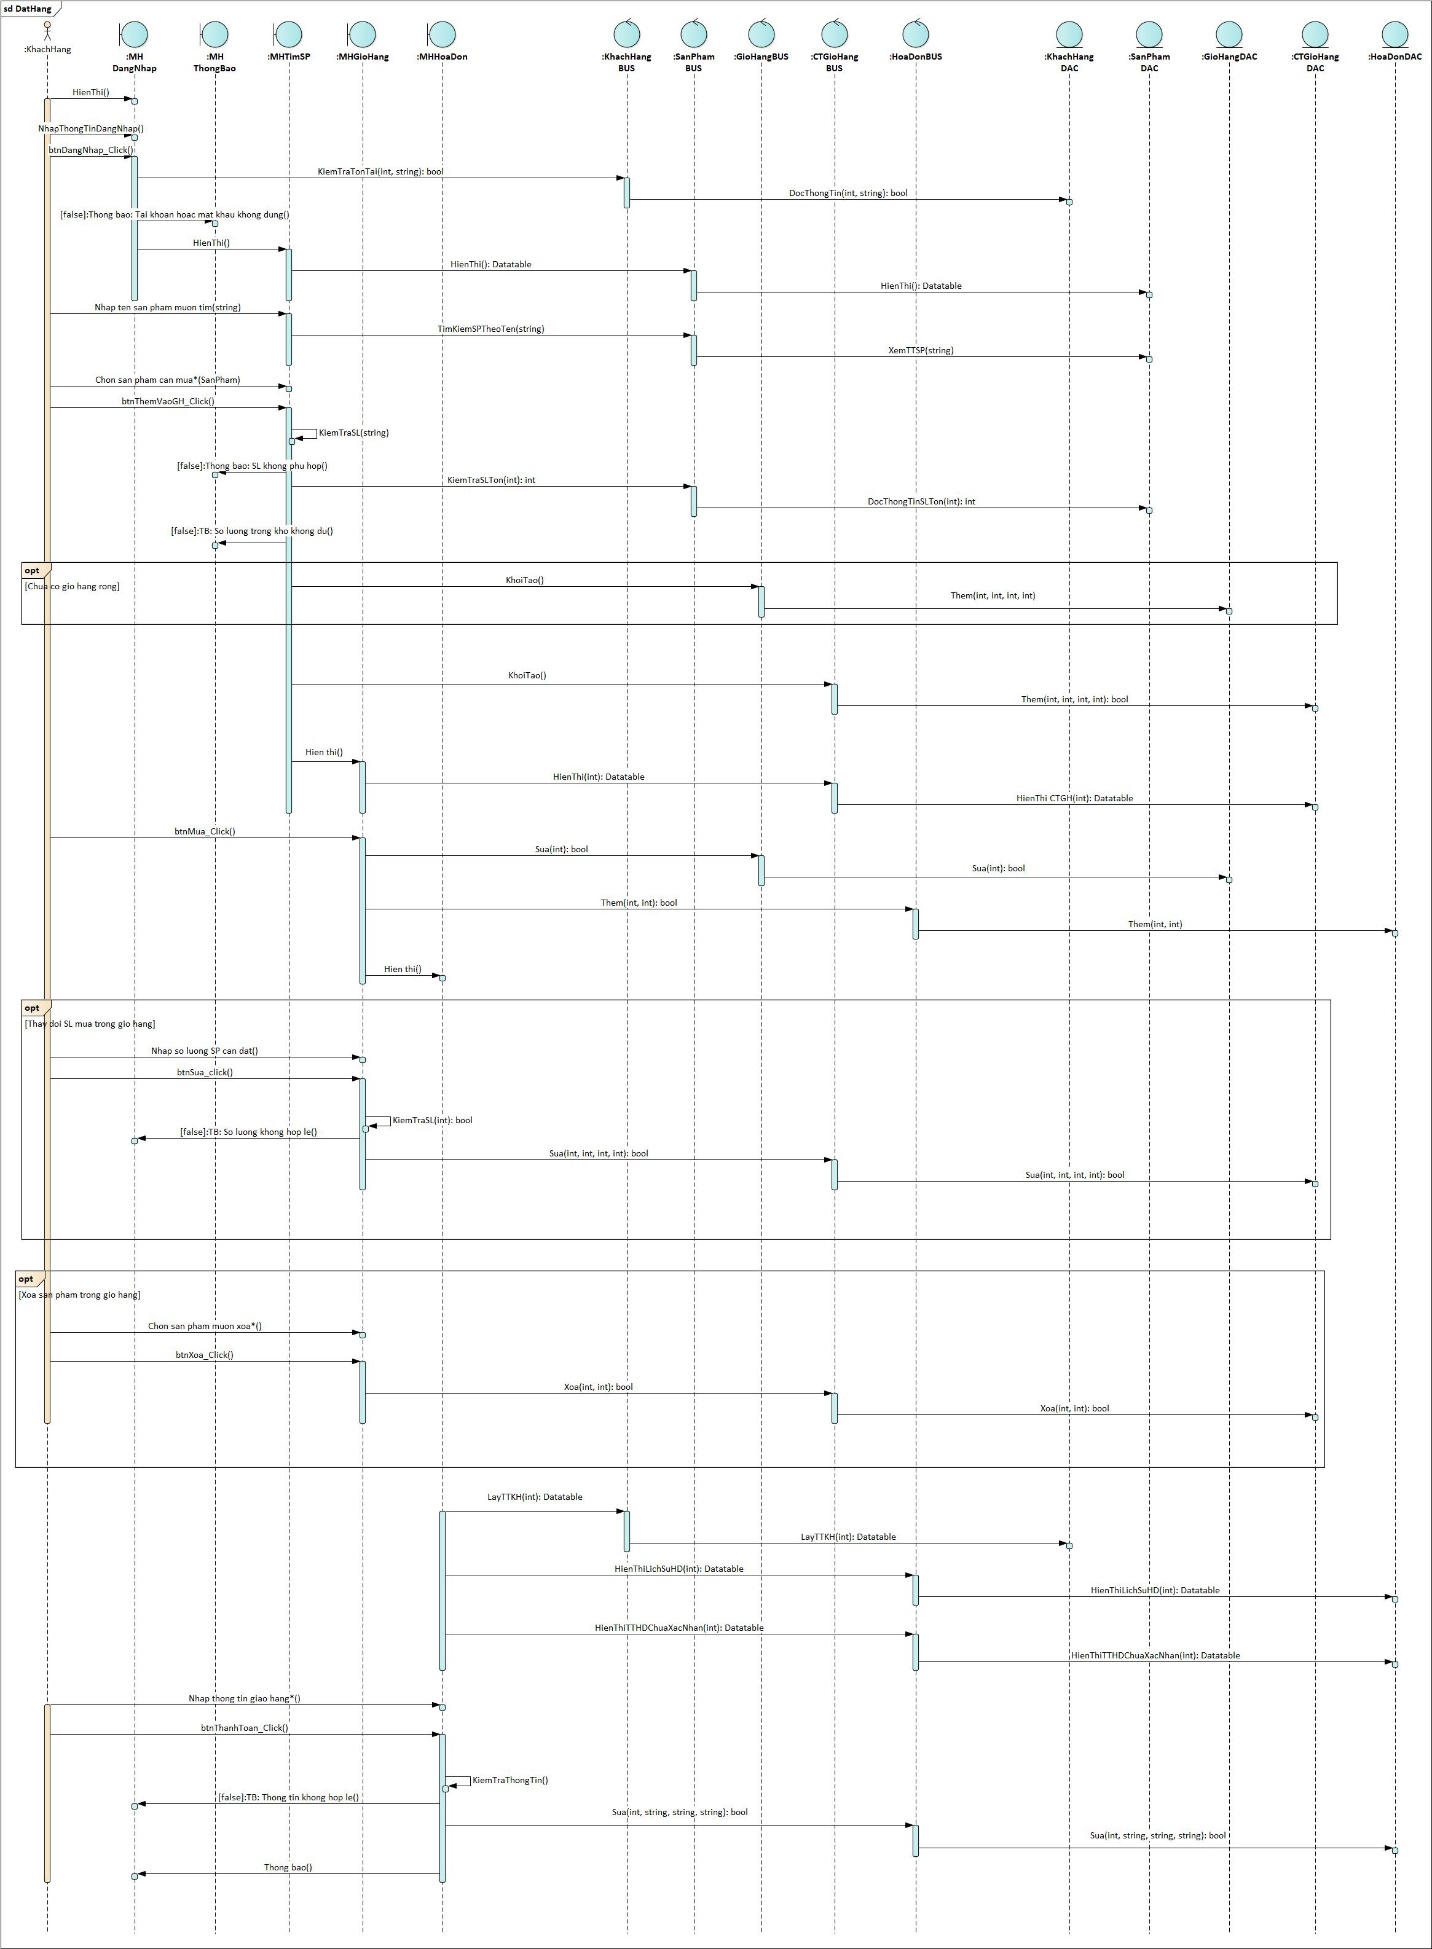 sd DatHang
:KhachHang
:MH
DangNhap
:MH
ThongBao
:MHTimSP
:MHGioHang
:MHHoaDon
:KhachHang
BUS
:SanPham
BUS
:GioHangBUS
:CTGioHang
BUS
:HoaDonBUS
:KhachHang
DAC
:SanPham
DAC
:GioHangDAC
:CTGioHang
DAC
:HoaDonDAC
HienThi()
NhapThongTinDangNhap()
btnDangNhap_Click()
KiemTraTonTai(int, string): bool
DocThongTin(int, string): bool
[false]:Thong bao: Tai khoan hoac mat khau khong dung()
HienThi()
HienThi(): Datatable
HienThi(): Datatable
Nhap ten san pham muon tim(string)
TimKiemSPTheoTen(string)
XemTTSP(string)
Chon san pham can mua*(SanPham)
btnThemVaoGH_Click()
KiemTraSL(string)
[false]:Thong bao: SL khong phu hop()
KiemTraSLTon(int): int
DocThongTinSLTon(int): int
[false]:TB: So luong trong kho khong du()
opt
[Chua co gio hang rong]
KhoiTao()
Them(int, int, int, int)
KhoiTao()
Them(int, int, int, int): bool
Hien thi()
HienThi(int): Datatable
HienThi CTGH(int): Datatable
btnMua_Click()
Sua(int): bool
Sua(int): bool
Them(int, int): bool
Them(int, int)
Hien thi()
opt
[Thay doi SL mua trong gio hang]
Nhap so luong SP can dat()
btnSua_click()
KiemTraSL(int): bool
[false]:TB: So luong khong hop le()
Sua(int, int, int, int): bool
Sua(int, int, int, int): bool
opt
[Xoa san pham trong gio hang]
Chon san pham muon xoa*()
btnXoa_Click()
Xoa(int, int): bool
Xoa(int, int): bool
LayTTKH(int): Datatable
LayTTKH(int): Datatable
HienThiLichSuHD(int): Datatable
HienThiLichSuHD(int): Datatable
HienThiTTHDChuaXacNhan(int): Datatable
HienThiTTHDChuaXacNhan(int): Datatable
Nhap thong tin giao hang*()
btnThanhToan_Click()
KiemTraThongTin()
[false]:TB: Thong tin khong hop le()
Sua(int, string, string, string): bool
Sua(int, string, string, string): bool
Thong bao()